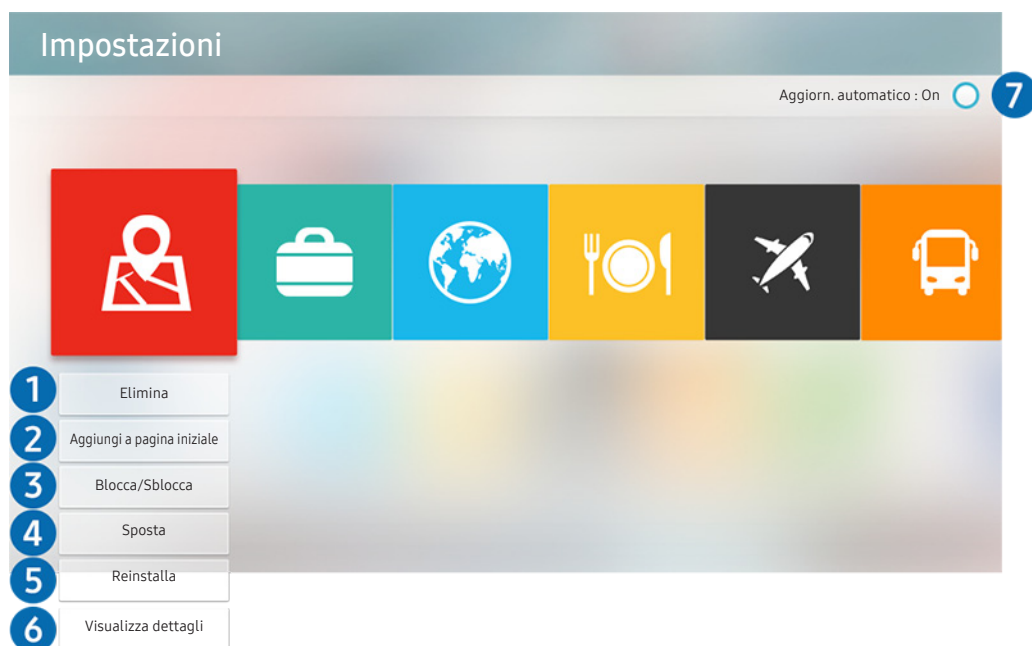 Impostazioni
Aggiorn. automatico : On
7
1
Elimina
2
Aggiungi a pagina iniziale
3
Blocca/Sblocca
4
Sposta
5
Reinstalla
6
Visualizza dettagli